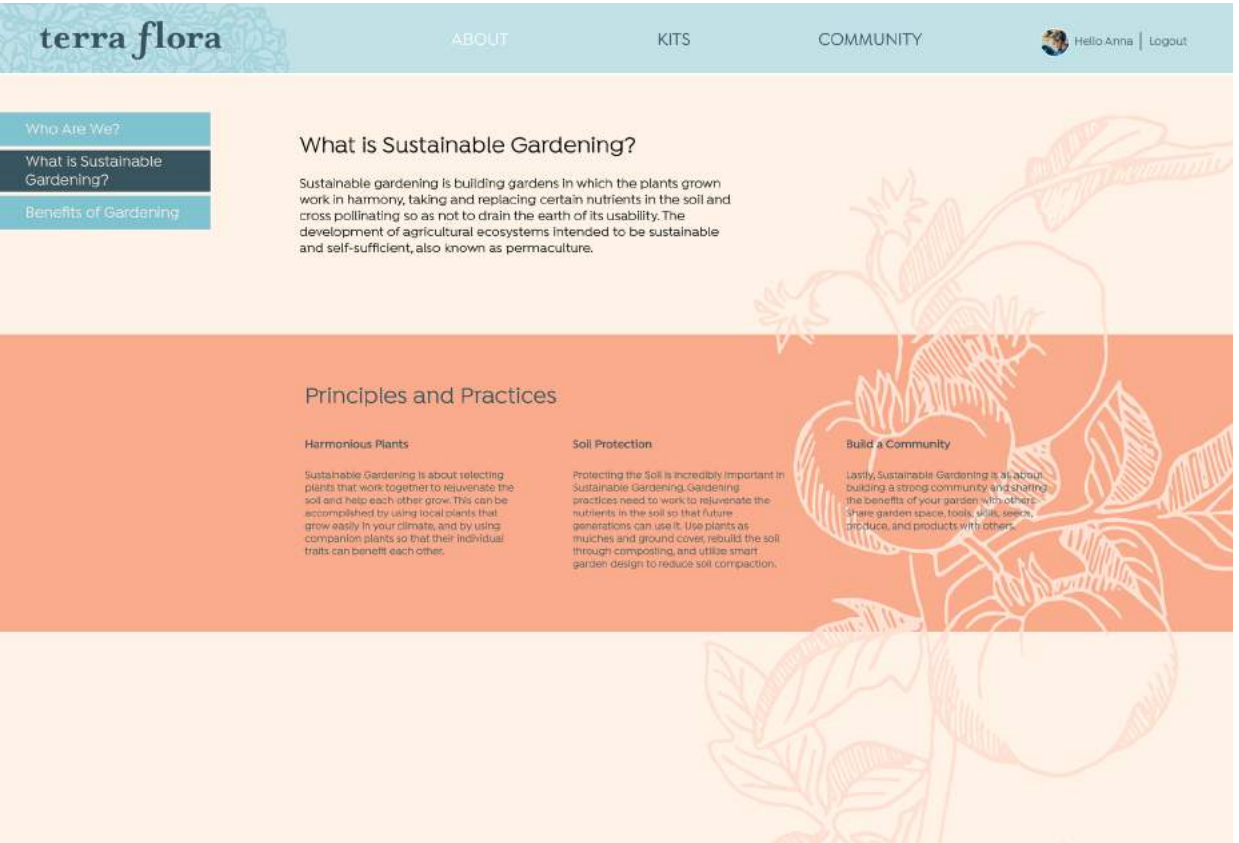 terra flora
ABOUT
KITS
COMMUNITY
Hello Anna | Logout
Who Are We?
What is Sustainable
Gardening?
Benefits of Gardening
What is Sustainable Gardening?
Sustainable gardening is building gardens in which the plants grown
work in harmony, taking and replacing certain nutrients in the soil and
cross pollinating so as not to drain the earth of its usability. The
development of agricultural ecosystems intended to be sustainable
and self-sufficient, also known as permaculture.
Principles and Practices
Harmonious Plants
Sustainable Gardening is about selecting
plants that work together to rejuvenate the
soil and help each other grow. This can be
accomplished by using local plants that
grow easily in your climate, and by using
companion plants so that their individual
traits can benefit each other.
Soil Protection
Protecting the Soil is incredibly important in
Sustainable Gardening. Gardening
practices need to work to rejuvenate the
nutrients in the soil so that future
generations can use it. Use plants as
mulches and ground cover, rebuild the soil
through composting, and utilize smart
garden design to reduce soil compaction.
Build a Community
Lastly, Sustainable Gardening is all about
building a strong community and sharing
the benefits of your garden with others.
Share garden space, tools, skills, seeds,
produce, and products with others.